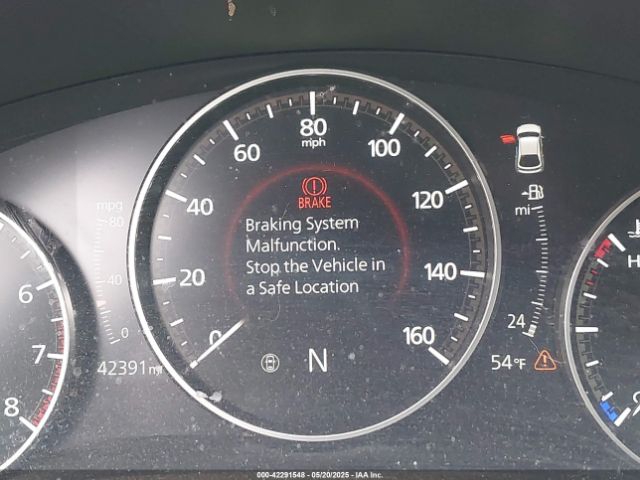 80
mph
60
100
40
120
20
140
0
160
BRAKE
Braking System
Malfunction.
Stop the Vehicle in
a Safe Location
N
mpg
80
40
0
42391 mi
6
7
8
mi
24
54°F
H
000-42291548 - 05/20/2025 - IAA Inc.